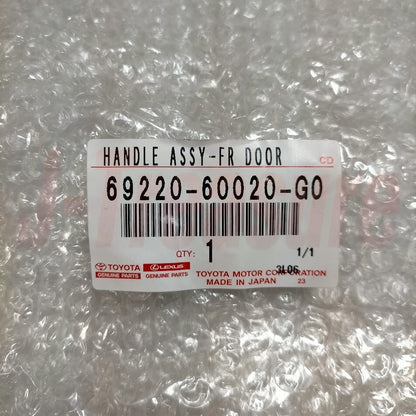 HANDLE ASSY-FR DOOR
CD
69220-60020-G0
QTY: 1 1/1
TOYOTA LEXUS 3L06
GENUINE PARTS GENUINE PARTS TOYOTA MOTOR CORPORATION
MADE IN JAPAN 23